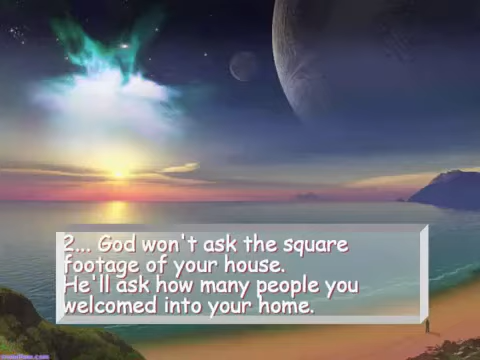 2... God won't ask the square
footage of your house.
He'll ask how many people you
welcomed into your home.